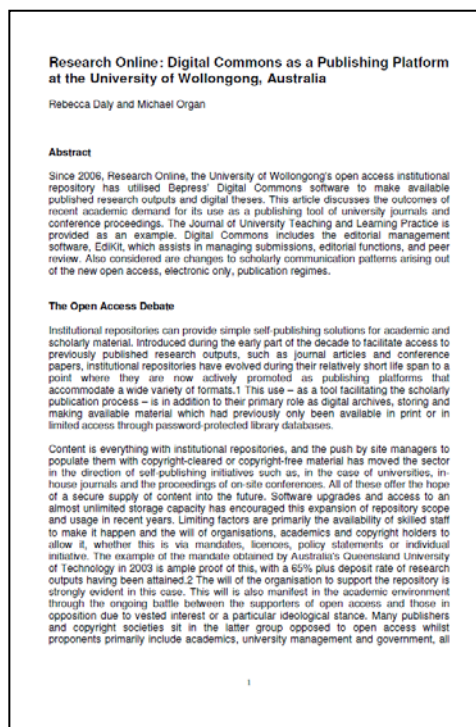 Research Online: Digital Commons as a Publishing Platform
at the University of Wollongong, Australia
Rebecca Daly and Michael Organ
Abstract
Since 2006, Research Online, the University of Wollongong's open access institutional
repository has utilised Bepress' Digital Commons software to make available
published research outputs and digital theses. This article discusses the outcomes of
recent academic demand for its use as a publishing tool of university journals and
conference proceedings. The Journal of University Teaching and Learning Practice is
provided as an example. Digital Commons includes the editorial management
software, EdiKit, which assists in managing submissions, editorial functions, and peer
review. Also considered are changes to scholarly communication patterns arising out
of the new open access, electronic only, publication regimes.
The Open Access Debate
Institutional repositories can provide simple self-publishing solutions for academic and
scholarly material. Introduced during the early part of the decade to facilitate access to
previously published research outputs, such as journal articles and conference
papers, institutional repositories have evolved during their relatively short life span to a
point where they are now actively promoted as publishing platforms that
accommodate a wide variety of formats.1 This use – as a tool facilitating the scholarly
publication process – is in addition to their primary role as digital archives, storing and
making available material which had previously only been available in print or in
limited access through password-protected library databases.
Content is everything with institutional repositories, and the push by site managers to
populate them with copyright-cleared or copyright-free material has moved the sector
in the direction of self-publishing initiatives such as, in the case of universities, in-
house journals and the proceedings of on-site conferences. All of these offer the hope
of a secure supply of content into the future. Software upgrades and access to an
almost unlimited storage capacity has encouraged this expansion of repository scope
and usage in recent years. Limiting factors are primarily the availability of skilled staff
to make it happen and the will of organisations, academics and copyright holders to
allow it, whether this is via mandates, licences, policy statements or individual
initiative. The example of the mandate obtained by Australia's Queensland University
of Technology in 2003 is ample proof of this, with a 65% plus deposit rate of research
outputs having been attained.2 The will of the organisation to support the repository is
strongly evident in this case. This will is also manifest in the academic environment
through the ongoing battle between the supporters of open access and those in
opposition due to vested interest or a particular ideological stance. Many publishers
and copyright societies sit in the latter group opposed to open access whilst
proponents primarily include academics, university management and government, all
1